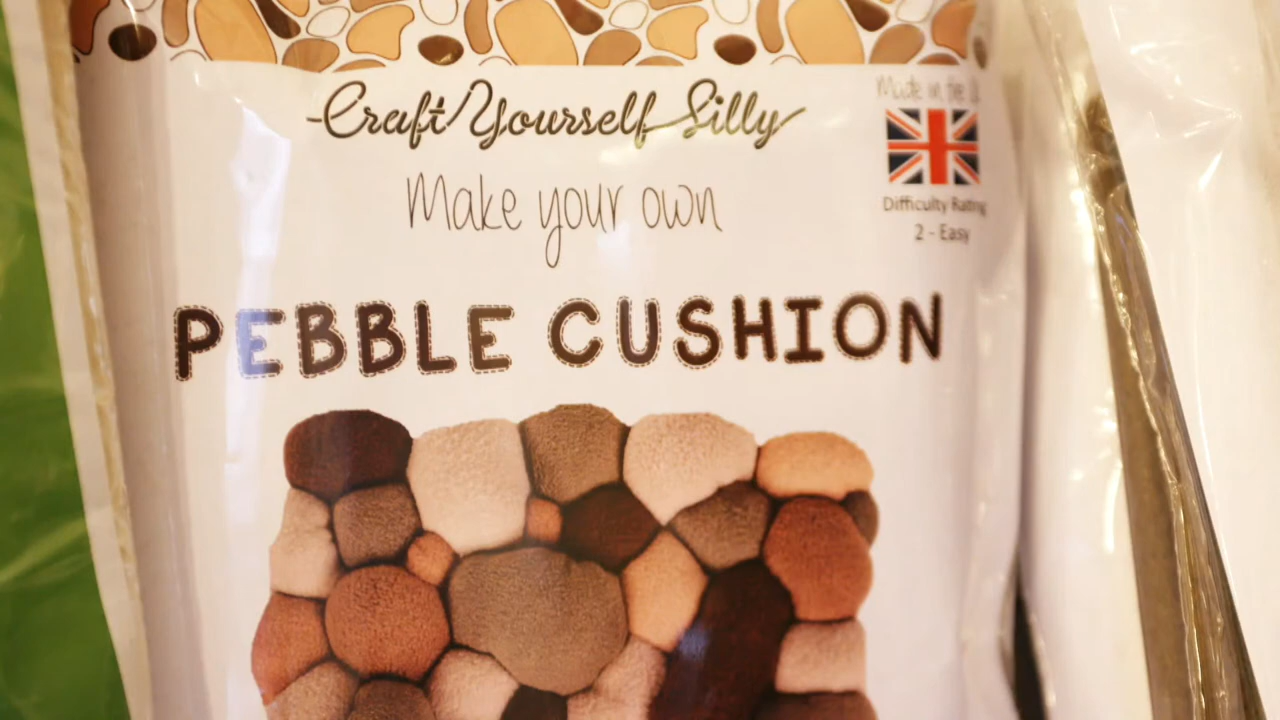 Craft Yourself Silly
Made in the
Make your own
Difficulty Rating
2 - Easy
PEBBLE CUSHION